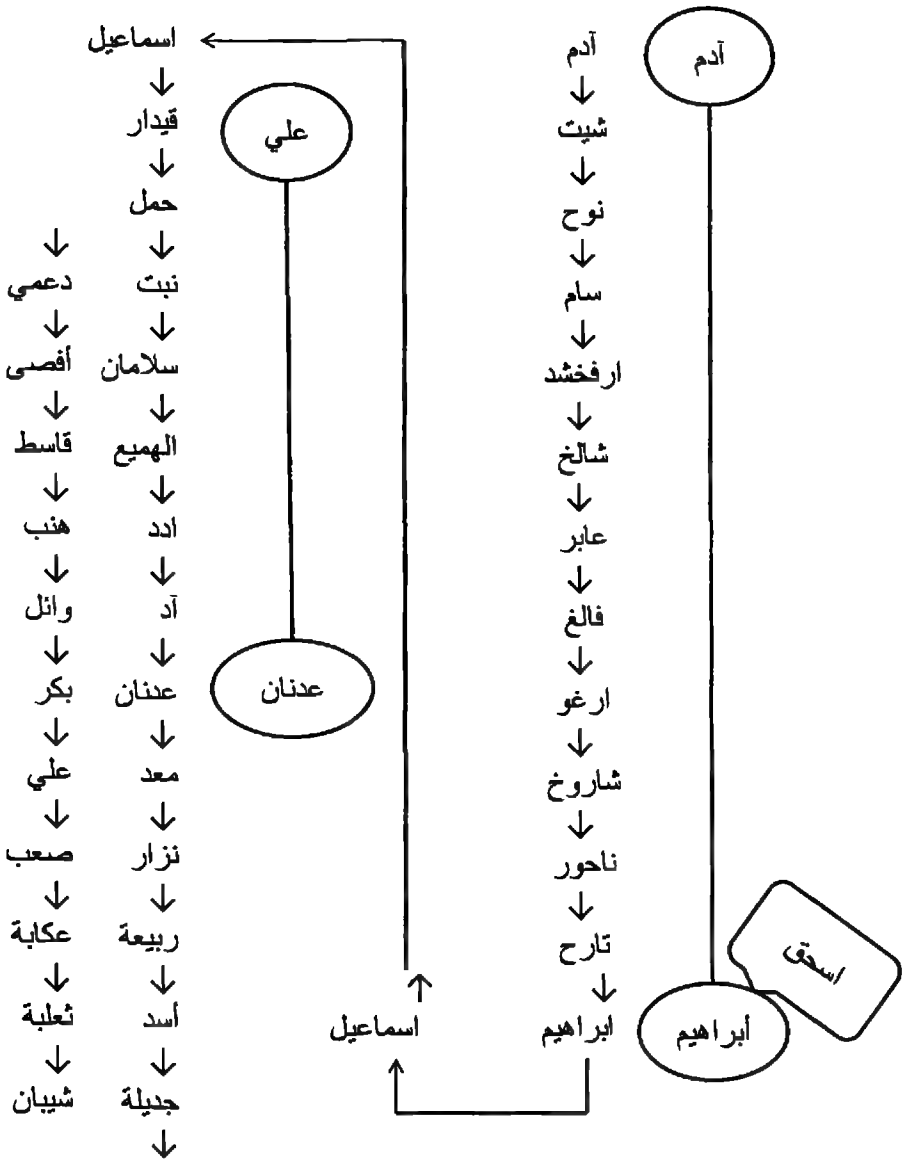 آدم
آدم
شيت
نوح
سام
ارفخشد
شالخ
عابر
فالغ
ارغو
شاروخ
ناحور
تارح
ابراهيم
أبراهيم
اسحق
اسماعيل
اسماعيل
قيدار
حمل
نبت
سلامان
الهميع
ادد
آد
عدنان
معد
نزار
ربيعة
أسد
جديلة
علي
عدنان
دعمي
أفصى
قاسط
هنب
وائل
بكر
علي
صعب
عكابة
ثعلبة
شيبان